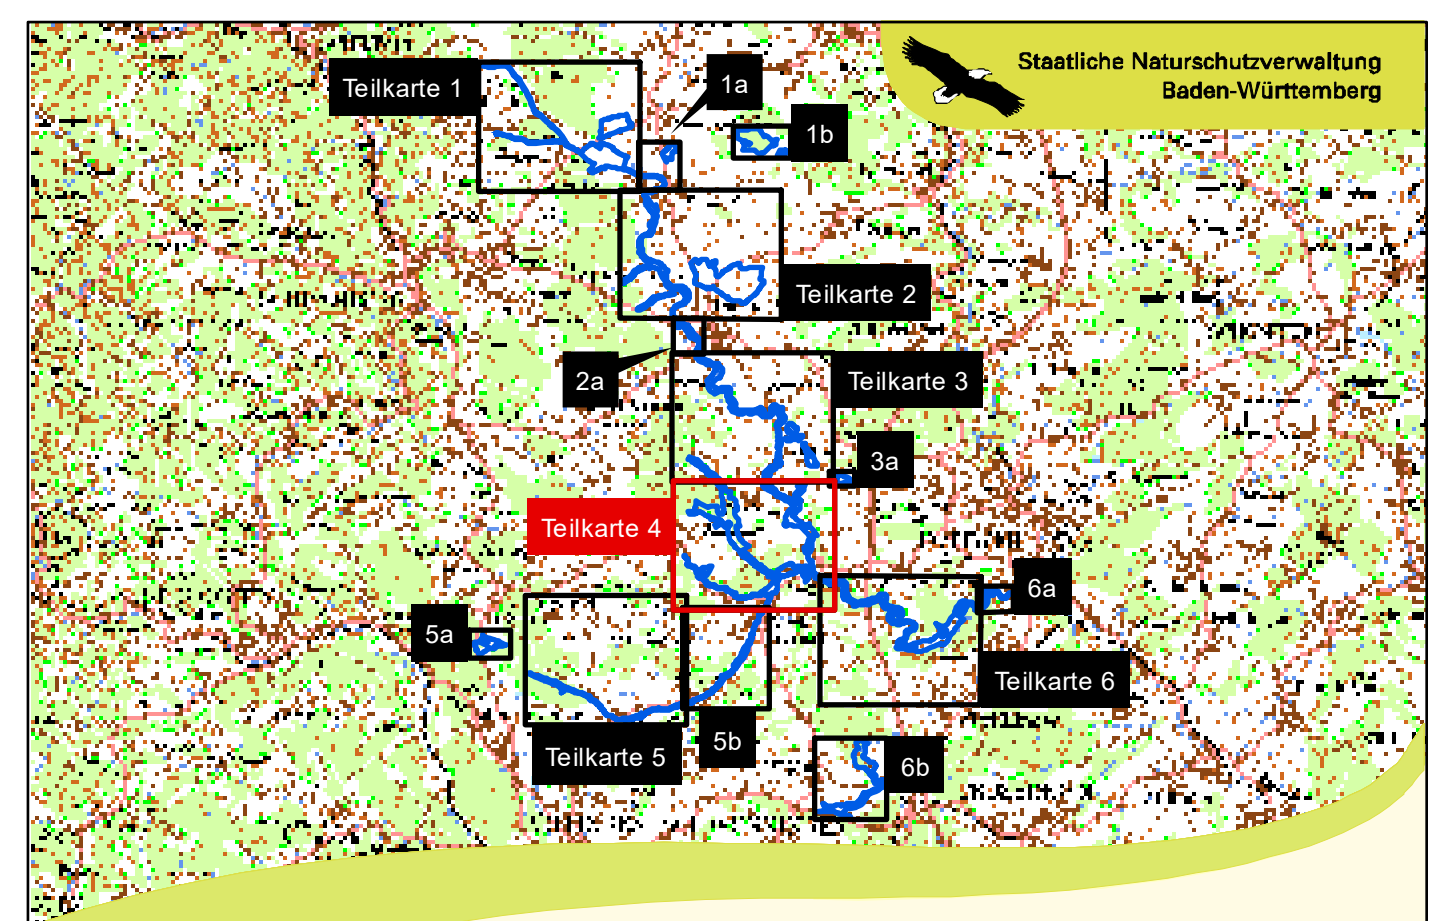 Staatliche Naturschutzverwaltung
Baden-Württemberg
Teilkarte 1
1a
1b
Teilkarte 2
2a
Teilkarte 3
3a
Teilkarte 4
6a
5a
Teilkarte 6
5b
Teilkarte 5
6b